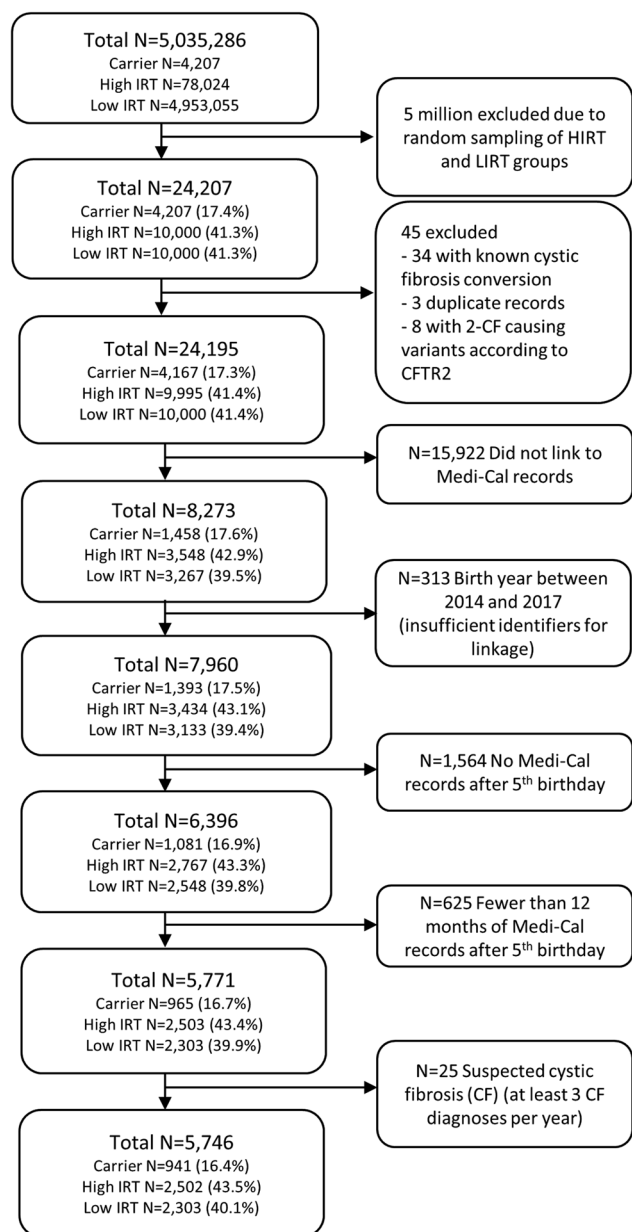 Total N=5,035,286
Carrier N=4,207
High IRT N=78,024
Low IRT N=4,953,055
5 million excluded due to
random sampling of HIRT
and LIRT groups
Total N=24,207
Carrier N=4,207 (17.4%)
High IRT N=10,000 (41.3%)
Low IRT N=10,000 (41.3%)
45 excluded
- 34 with known cystic
fibrosis conversion
- 3 duplicate records
- 8 with 2-CF causing
variants according to
CFTR2
Total N=24,195
Carrier N=4,167 (17.3%)
High IRT N=9,995 (41.4%)
Low IRT N=10,000 (41.4%)
N=15,922 Did not link to
Medi-Cal records
Total N=8,273
Carrier N=1,458 (17.6%)
High IRT N=3,548 (42.9%)
Low IRT N=3,267 (39.5%)
N=313 Birth year between
2014 and 2017
(insufficient identifiers for
linkage)
Total N=7,960
Carrier N=1,393 (17.5%)
High IRT N=3,434 (43.1%)
Low IRT N=3,133 (39.4%)
N=1,564 No Medi-Cal
records after 5th birthday
Total N=6,396
Carrier N=1,081 (16.9%)
High IRT N=2,767 (43.3%)
Low IRT N=2,548 (39.8%)
N=625 Fewer than 12
months of Medi-Cal
records after 5th birthday
Total N=5,771
Carrier N=965 (16.7%)
High IRT N=2,503 (43.4%)
Low IRT N=2,303 (39.9%)
N=25 Suspected cystic
fibrosis (CF) (at least 3 CF
diagnoses per year)
Total N=5,746
Carrier N=941 (16.4%)
High IRT N=2,502 (43.5%)
Low IRT N=2,303 (40.1%)